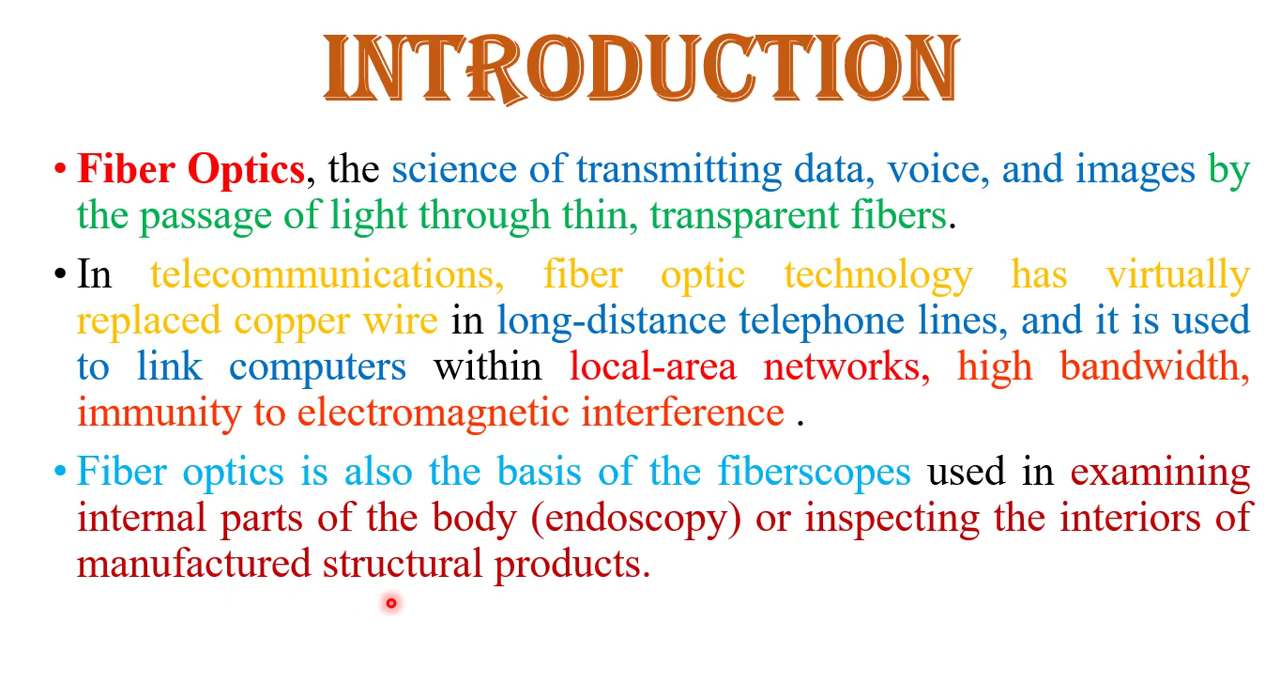 INTRODUCTION
• Fiber Optics, the science of transmitting data, voice, and images by
the passage of light through thin, transparent fibers.
• In telecommunications, fiber optic technology has virtually
replaced copper wire in long-distance telephone lines, and it is used
to link computers within local-area networks, high bandwidth,
immunity to electromagnetic interference .
• Fiber optics is also the basis of the fiberscopes used in examining
internal parts of the body (endoscopy) or inspecting the interiors of
manufactured structural products.